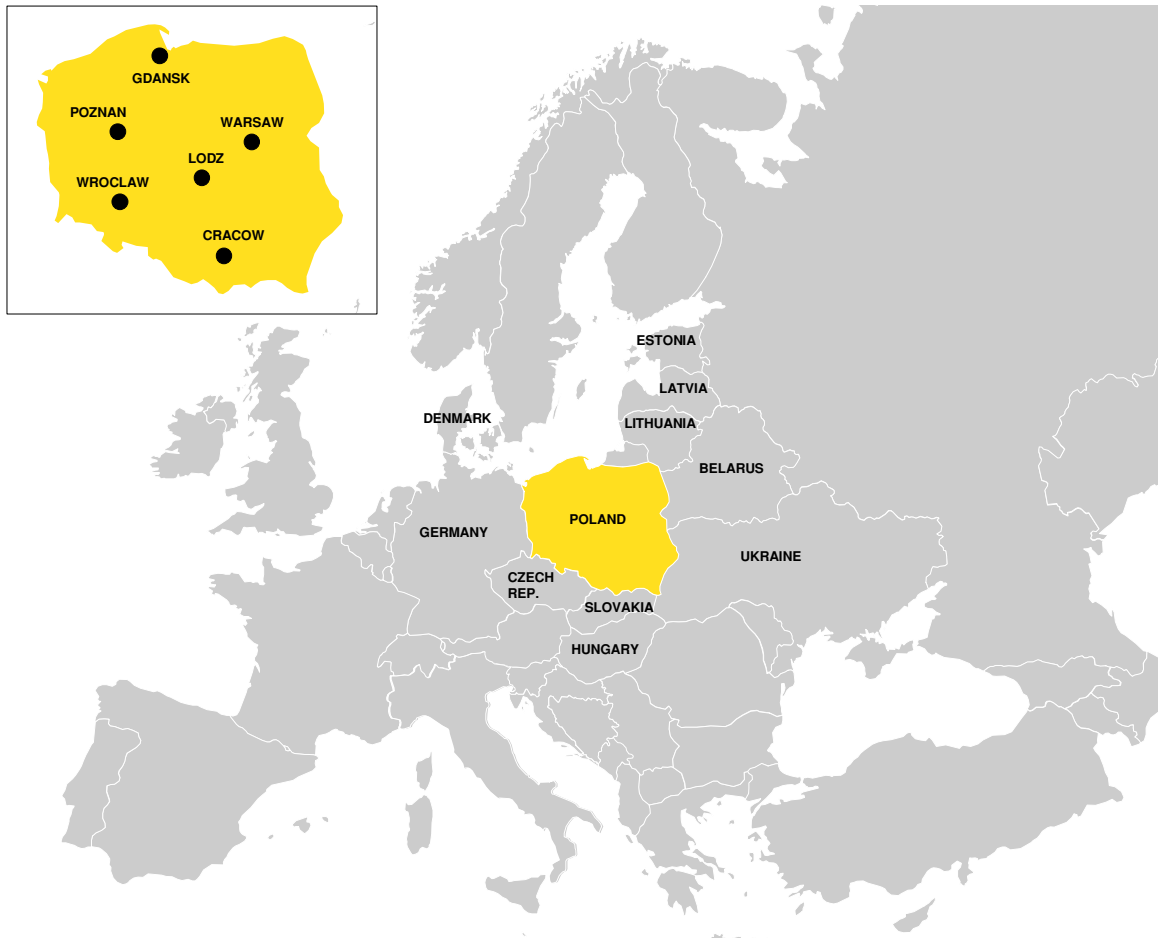 GDANSK
POZNAN
WARSAW
LODZ
WROCLAW
CRACOW
ESTONIA
LATVIA
DENMARK
LITHUANIA
BELARUS
POLAND
GERMANY
UKRAINE
CZECH
REP.
SLOVAKIA
HUNGARY